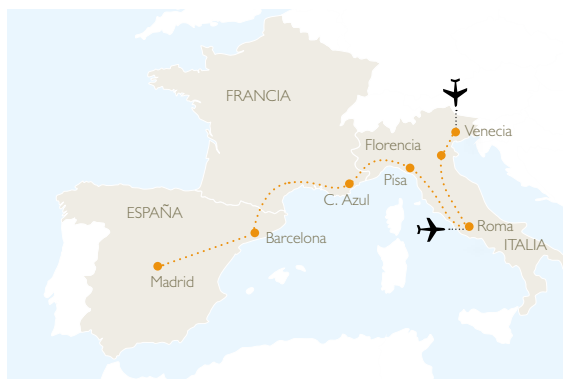 FRANCIA
Venecia
Florencia
Pisa
C. Azul
ESPAÑA
Roma
Barcelona
ITALIA
Madrid